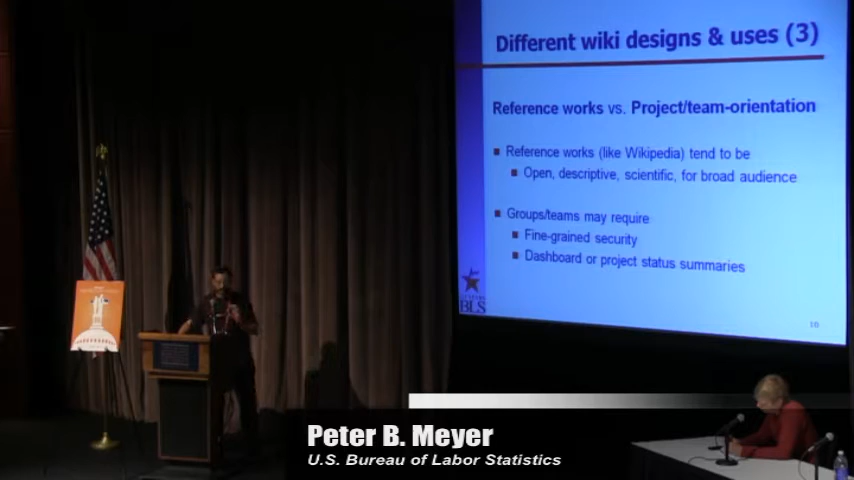 Different wiki designs & uses (3)
Reference works vs. Project/team-orientation
Reference works (like Wikipedia) tend to be
Open, descriptive, scientific, for broad audience
Groups/teams may require
Fine-grained security
Dashboard or project status summaries
BLS
Peter B. Meyer
U.S. Bureau of Labor Statistics